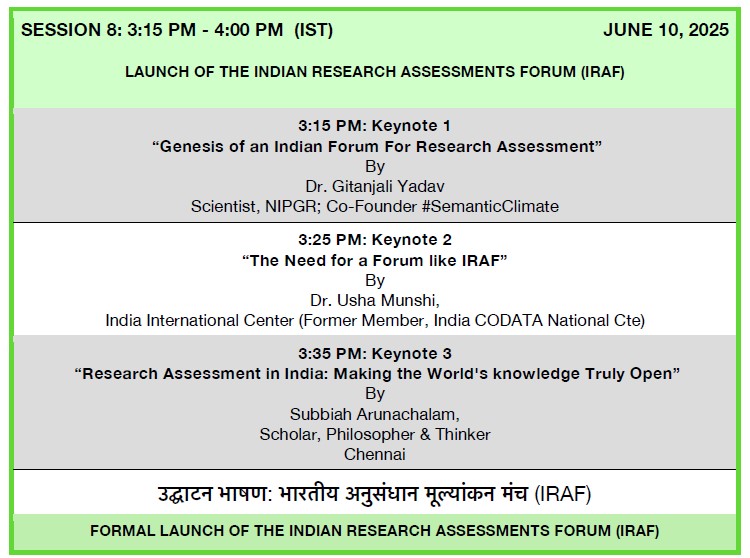 SESSION 8: 3:15 PM - 4:00 PM (IST) JUNE 10, 2025
LAUNCH OF THE INDIAN RESEARCH ASSESSMENTS FORUM (IRAF)
3:15 PM: Keynote 1
“Genesis of an Indian Forum For Research Assessment”
By
Dr. Gitanjali Yadav
Scientist, NIPGR; Co-Founder #SemanticClimate
3:25 PM: Keynote 2
“The Need for a Forum like IRAF”
By
Dr. Usha Munshi,
India International Center (Former Member, India CODATA National Cte)
3:35 PM: Keynote 3
“Research Assessment in India: Making the World's knowledge Truly Open”
By
Subbiah Arunachalam,
Scholar, Philosopher & Thinker
Chennai
उद्घाटन भाषण: भारतीय अनुसंधान मूल्यांकन मंच (IRAF)
FORMAL LAUNCH OF THE INDIAN RESEARCH ASSESSMENTS FORUM (IRAF)